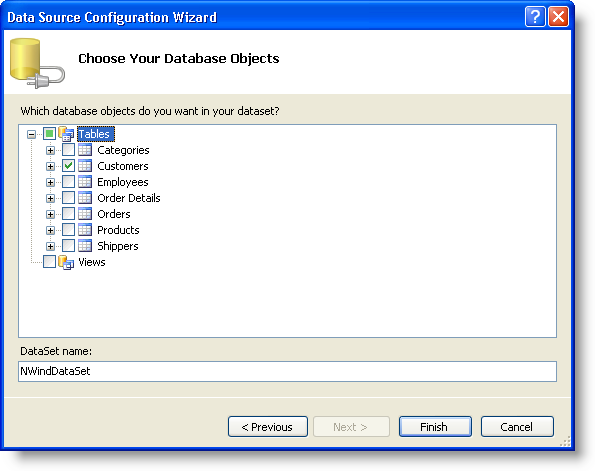 Data Source Configuration Wizard
Choose Your Database Objects
Which database objects do you want in your dataset?
Tables
Categories
Customers
Employees
Order Details
Orders
Products
Shippers
Views
DataSet name:
NWindDataSet
< Previous Next > Finish Cancel